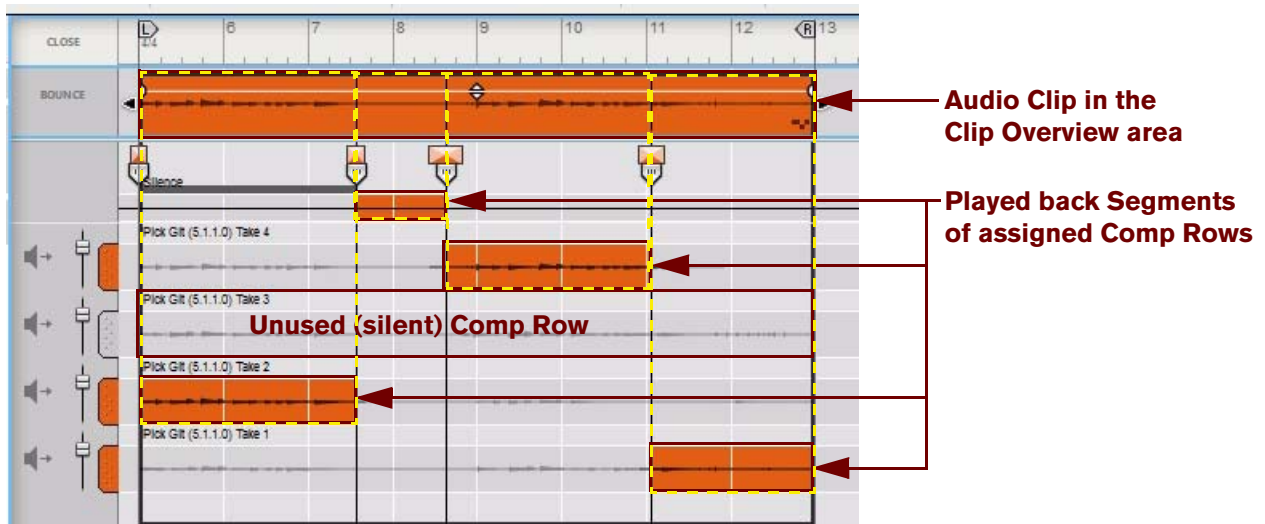 CLOSE
L
4/4
6
7
8
9
10
11
12
R
13
BOUNCE
Audio Clip in the
Clip Overview area
Silence
Played back Segments
of assigned Comp Rows
Pick Git (5.1.1.0) Take 4
Pick Git (5.1.1.0) Take 3
Unused (silent) Comp Row
Pick Git (5.1.1.0) Take 2
Pick Git (5.1.1.0) Take 1